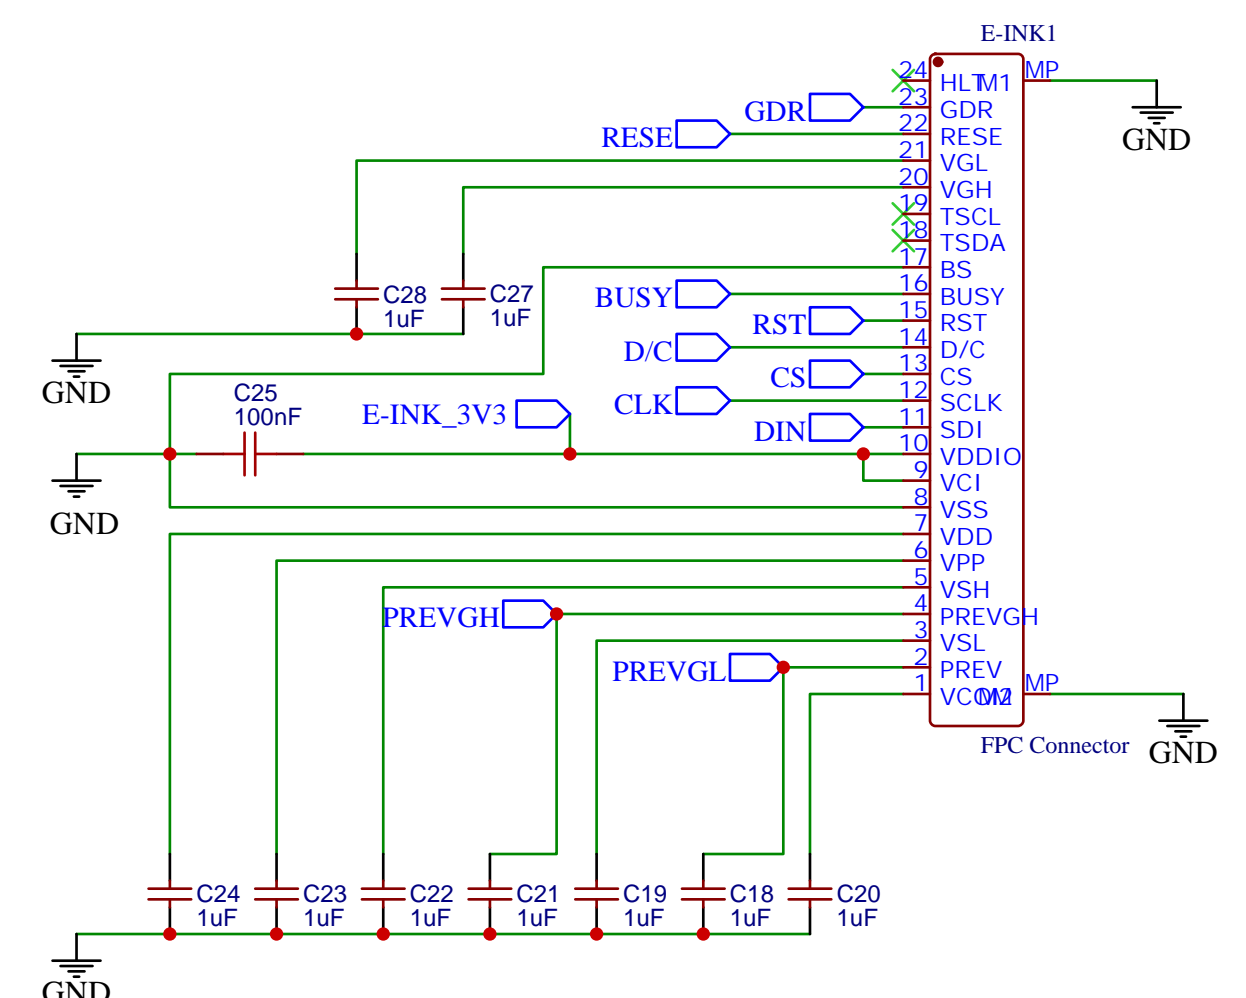 E-INK1
24
HLT
M1
MP
GND
GDR
23
GDR
RESE
22
RESE
21
VGL
20
VGH
19
TSCL
18
TSDA
17
BS
BUSY
16
BUSY
RST
15
RST
D/C
14
D/C
CS
13
CS
CLK
12
SCLK
DIN
11
SDI
10
VDDIO
9
VCI
8
VSS
7
VDD
6
VPP
5
VSH
PREVGH
4
PREVGH
3
VSL
PREVGL
2
PREV
1
VCOM
M2
MP
GND
FPC Connector
C28
1uF
C27
1uF
GND
C25
100nF
E-INK_3V3
GND
C24
1uF
C23
1uF
C22
1uF
C21
1uF
C19
1uF
C18
1uF
C20
1uF
GND